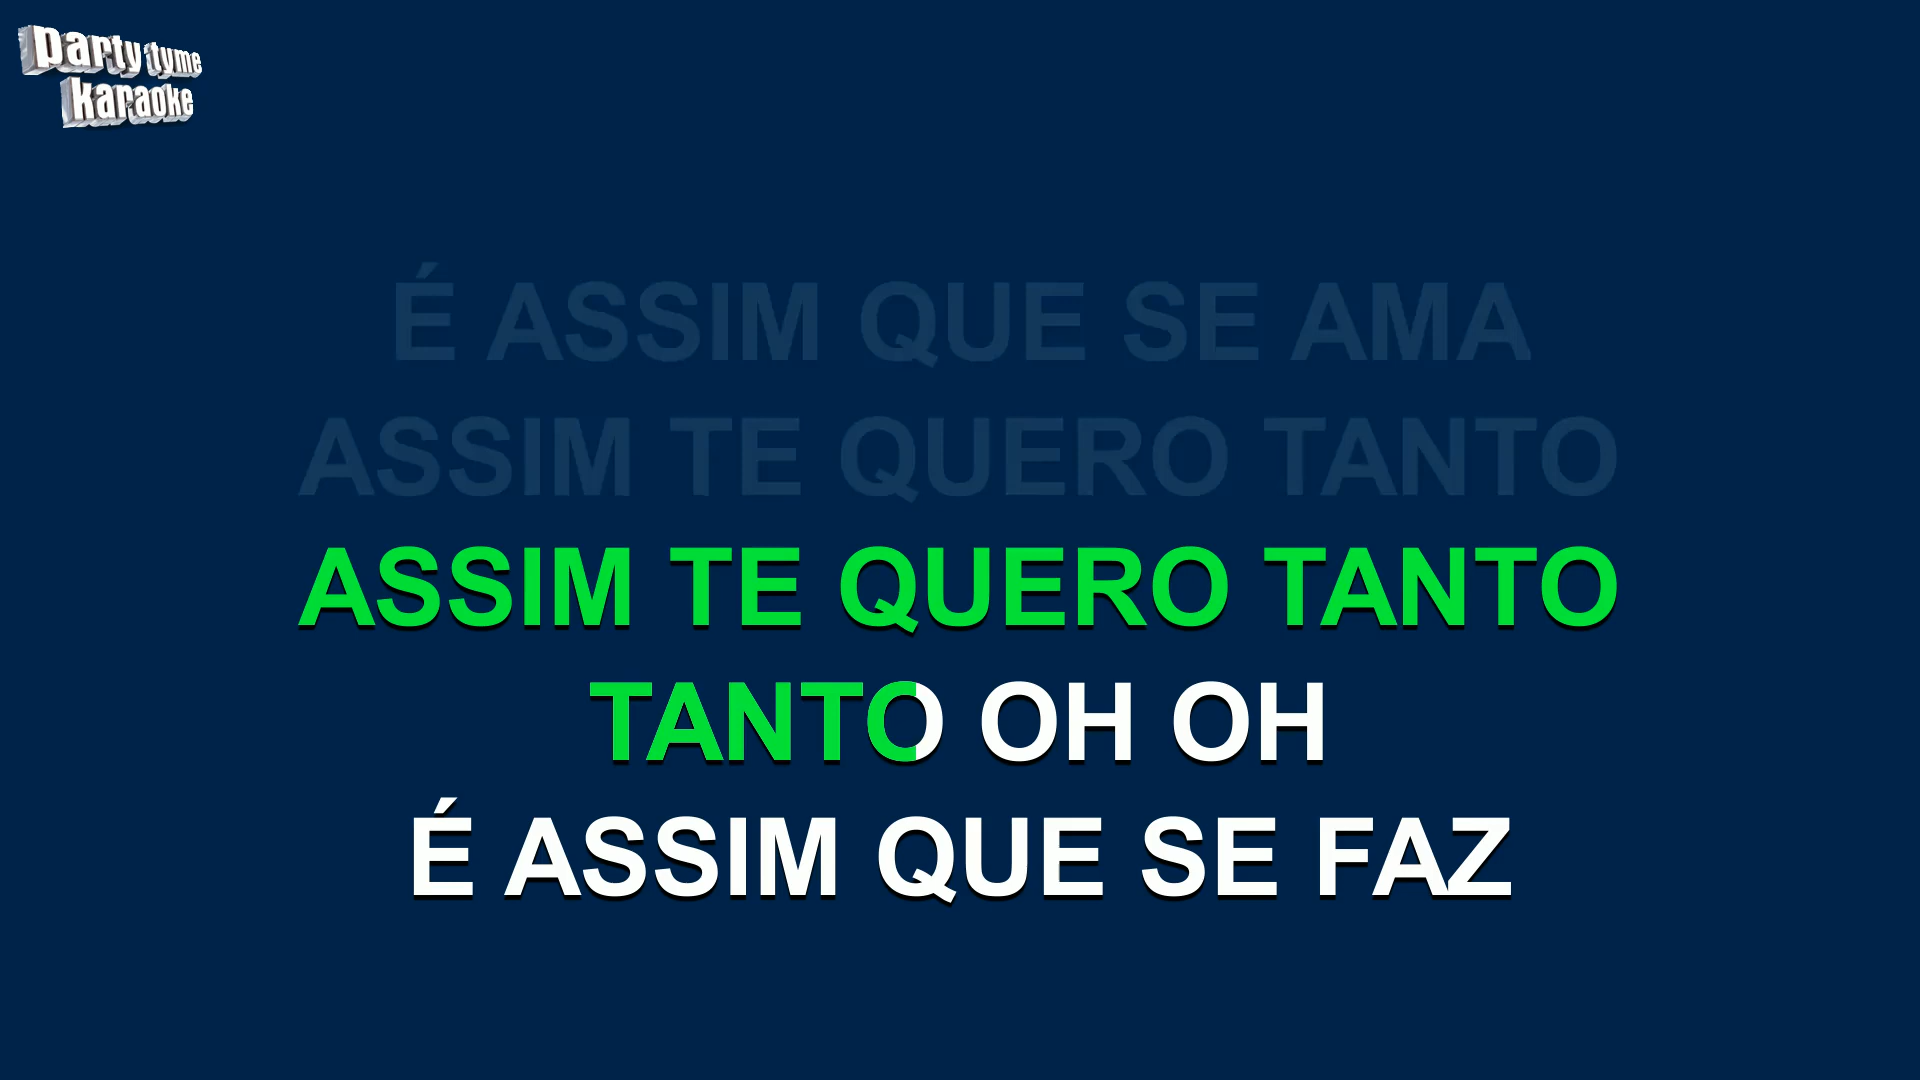 party tyme
karaoke
É ASSIM QUE SE AMA
ASSIM TE QUERO TANTO
ASSIM TE QUERO TANTO
TANTO OH OH
É ASSIM QUE SE FAZ